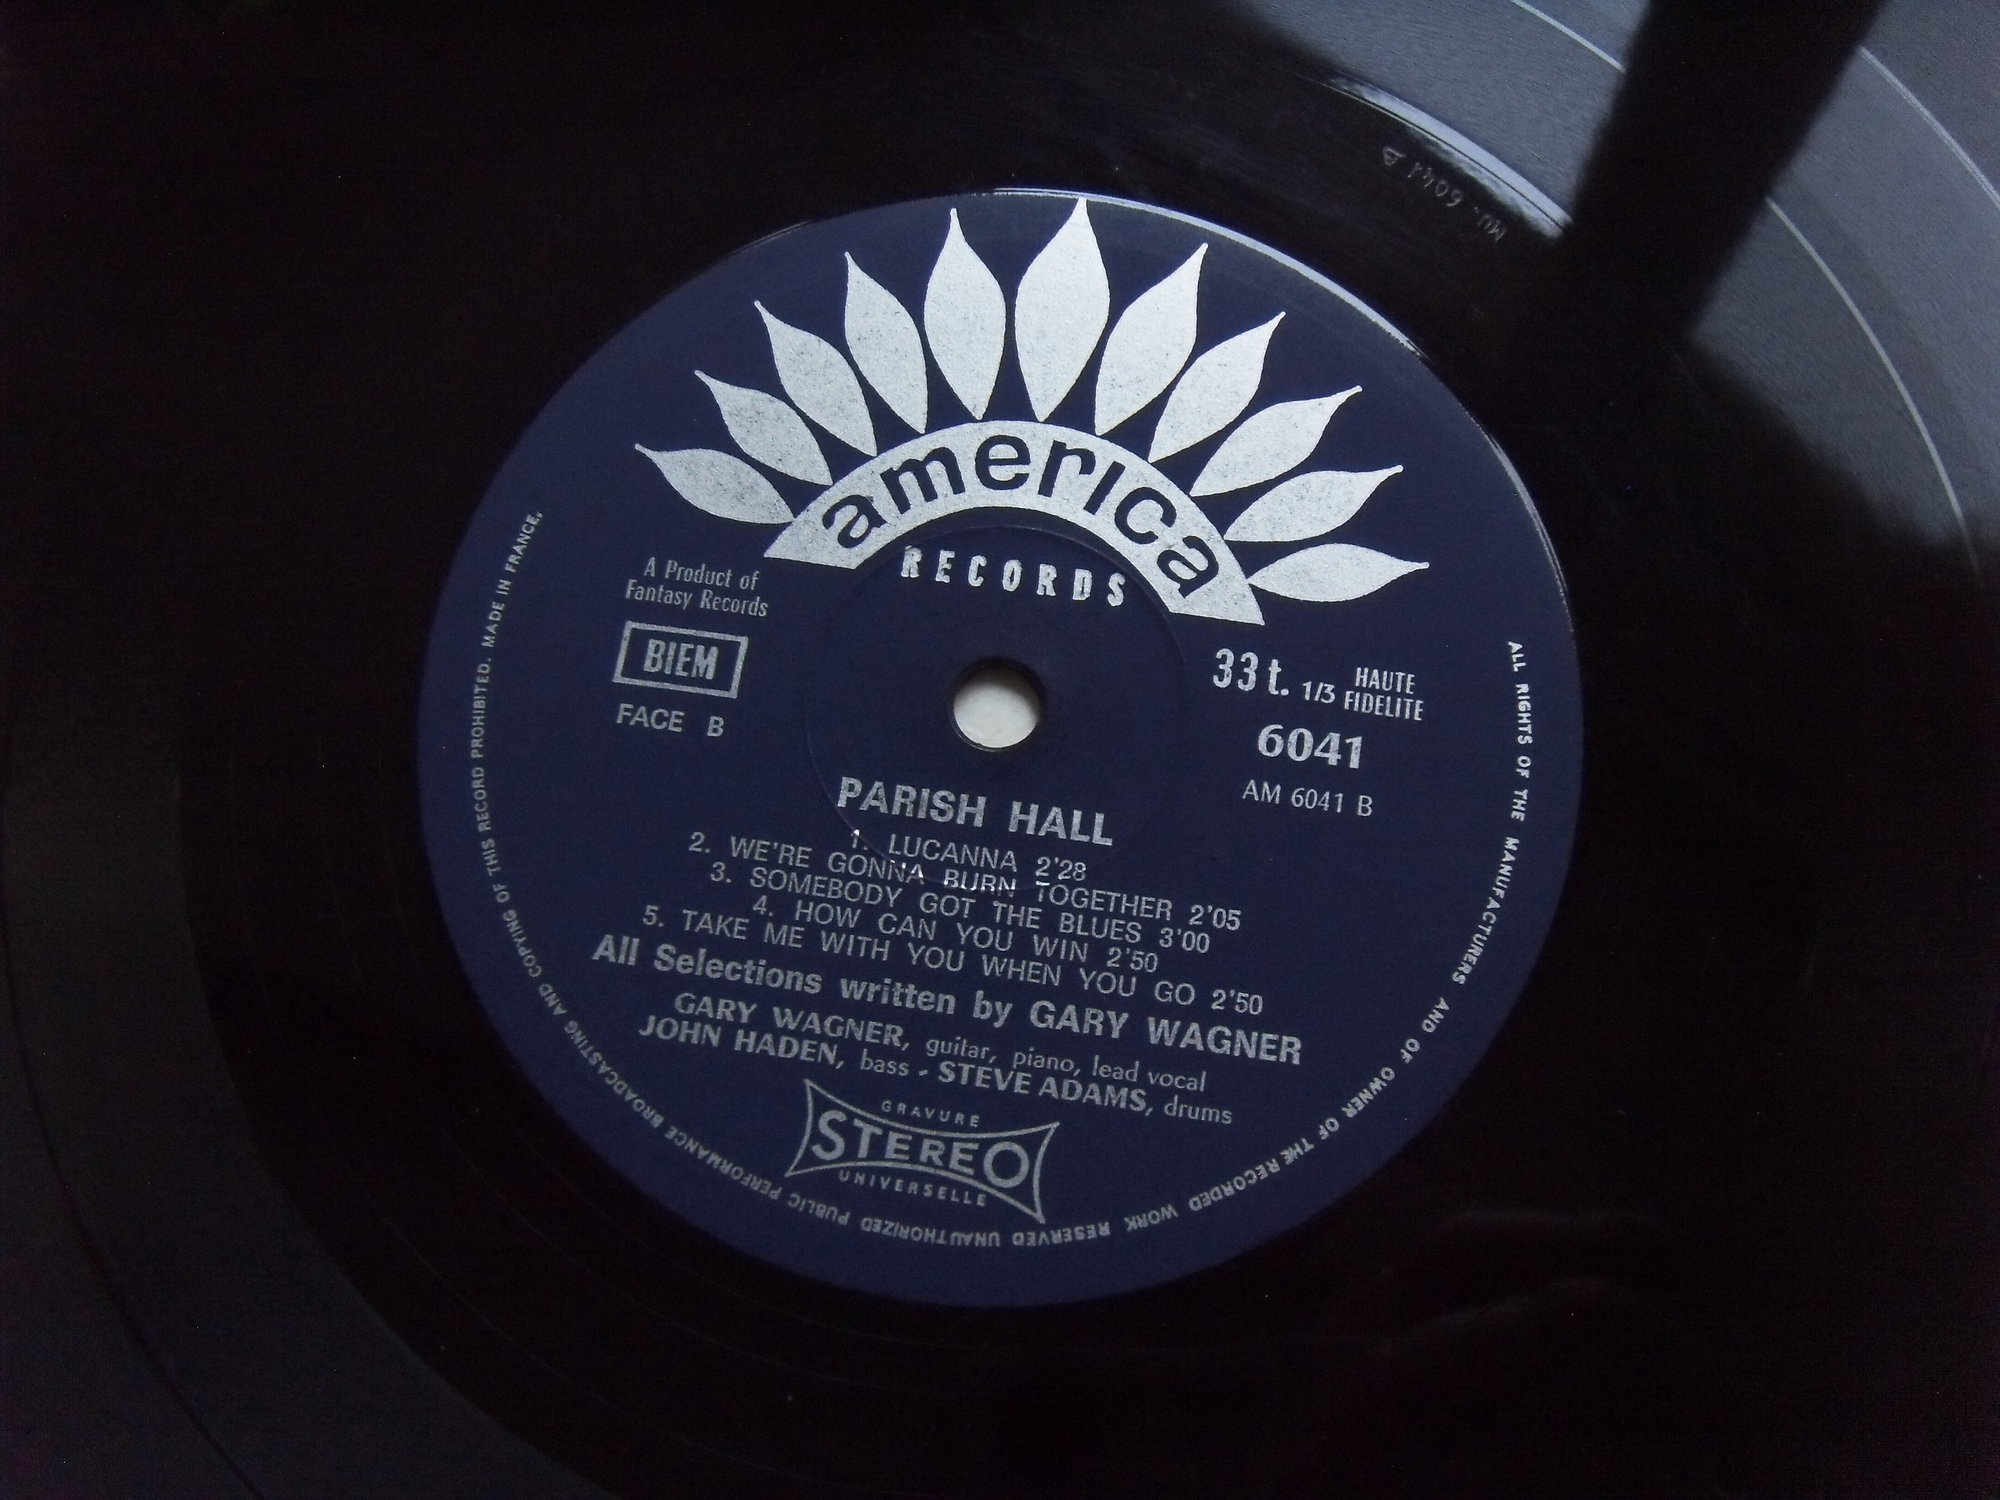 america
RECORDS
A Product of
Fantasy Records
BIEM
FACE B
33 t. 1/3 HAUTE
FIDELITE
6041
AM 6041 B
PARISH HALL
1. LUCANNA 2'28
2. WE'RE GONNA BURN TOGETHER 2'05
3. SOMEBODY GOT THE BLUES 3'00
4. HOW CAN YOU WIN 2'50
5. TAKE ME WITH YOU WHEN YOU GO 2'50
All Selections written by GARY WAGNER
GARY WAGNER, guitar, piano, lead vocal
JOHN HADEN, bass - STEVE ADAMS, drums
GRAVURE
STEREO
UNIVERSELLE
ALL RIGHTS OF THE MANUFACTURERS AND OF OWNER OF THE RECORDED WORK RESERVED UNAUTHORIZED PUBLIC PERFORMANCE BROADCASTING AND COPYING OF THIS RECORD PROHIBITED. MADE IN FRANCE.
MU. 6041 B